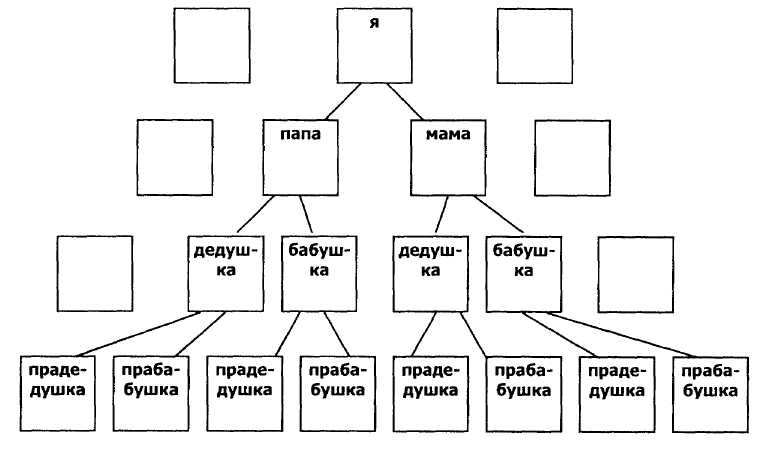 я
папа
мама
дедуш-
ка
бабуш-
ка
дедуш-
ка
бабуш-
ка
праде-
душка
праба-
бушка
праде-
душка
праба-
бушка
праде-
душка
праба-
бушка
праде-
душка
праба-
бушка